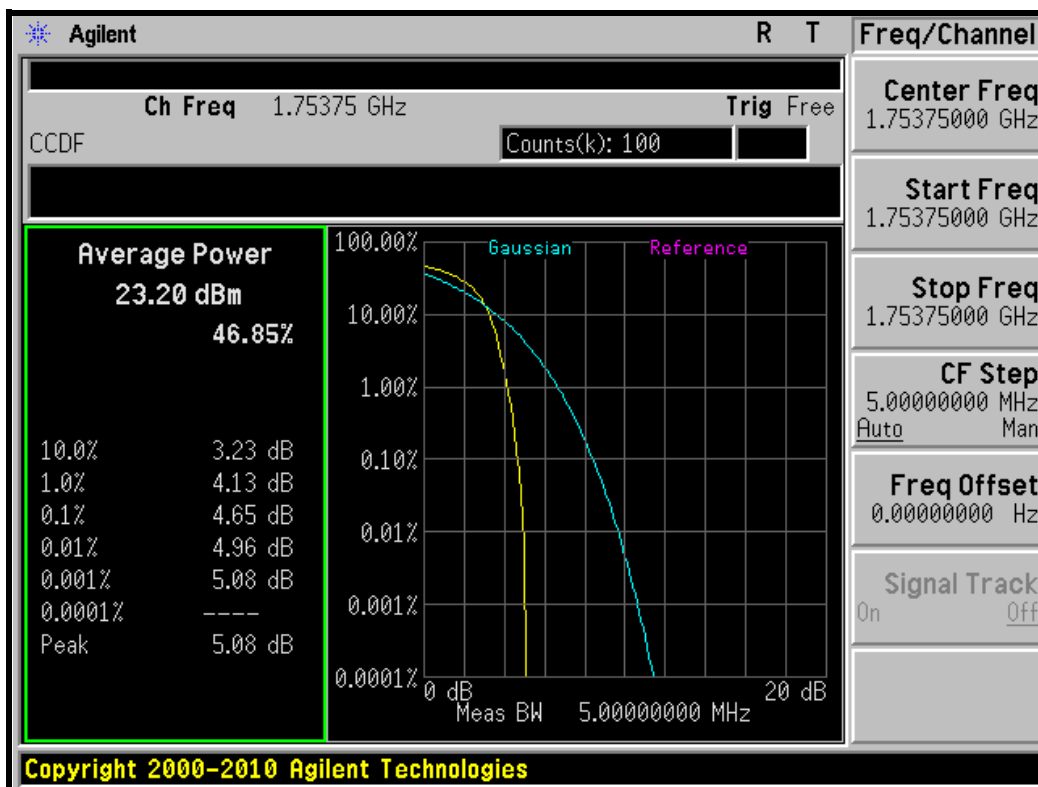 Agilent R T Freq/Channel
Ch Freq 1.75375 GHz Trig Free
CCDF Counts(k): 100
Center Freq
1.75375000 GHz
Start Freq
1.75375000 GHz
Stop Freq
1.75375000 GHz
CF Step
5.00000000 MHz
Auto Man
Freq Offset
0.00000000 Hz
Signal Track
On Off
Average Power
23.20 dBm
46.85%
10.0% 3.23 dB
1.0% 4.13 dB
0.1% 4.65 dB
0.01% 4.96 dB
0.001% 5.08 dB
0.0001% ----
Peak 5.08 dB
Gaussian Reference
100.00%
10.00%
1.00%
0.10%
0.01%
0.001%
0.0001%
0 dB 20 dB
Meas BW 5.00000000 MHz
Copyright 2000-2010 Agilent Technologies